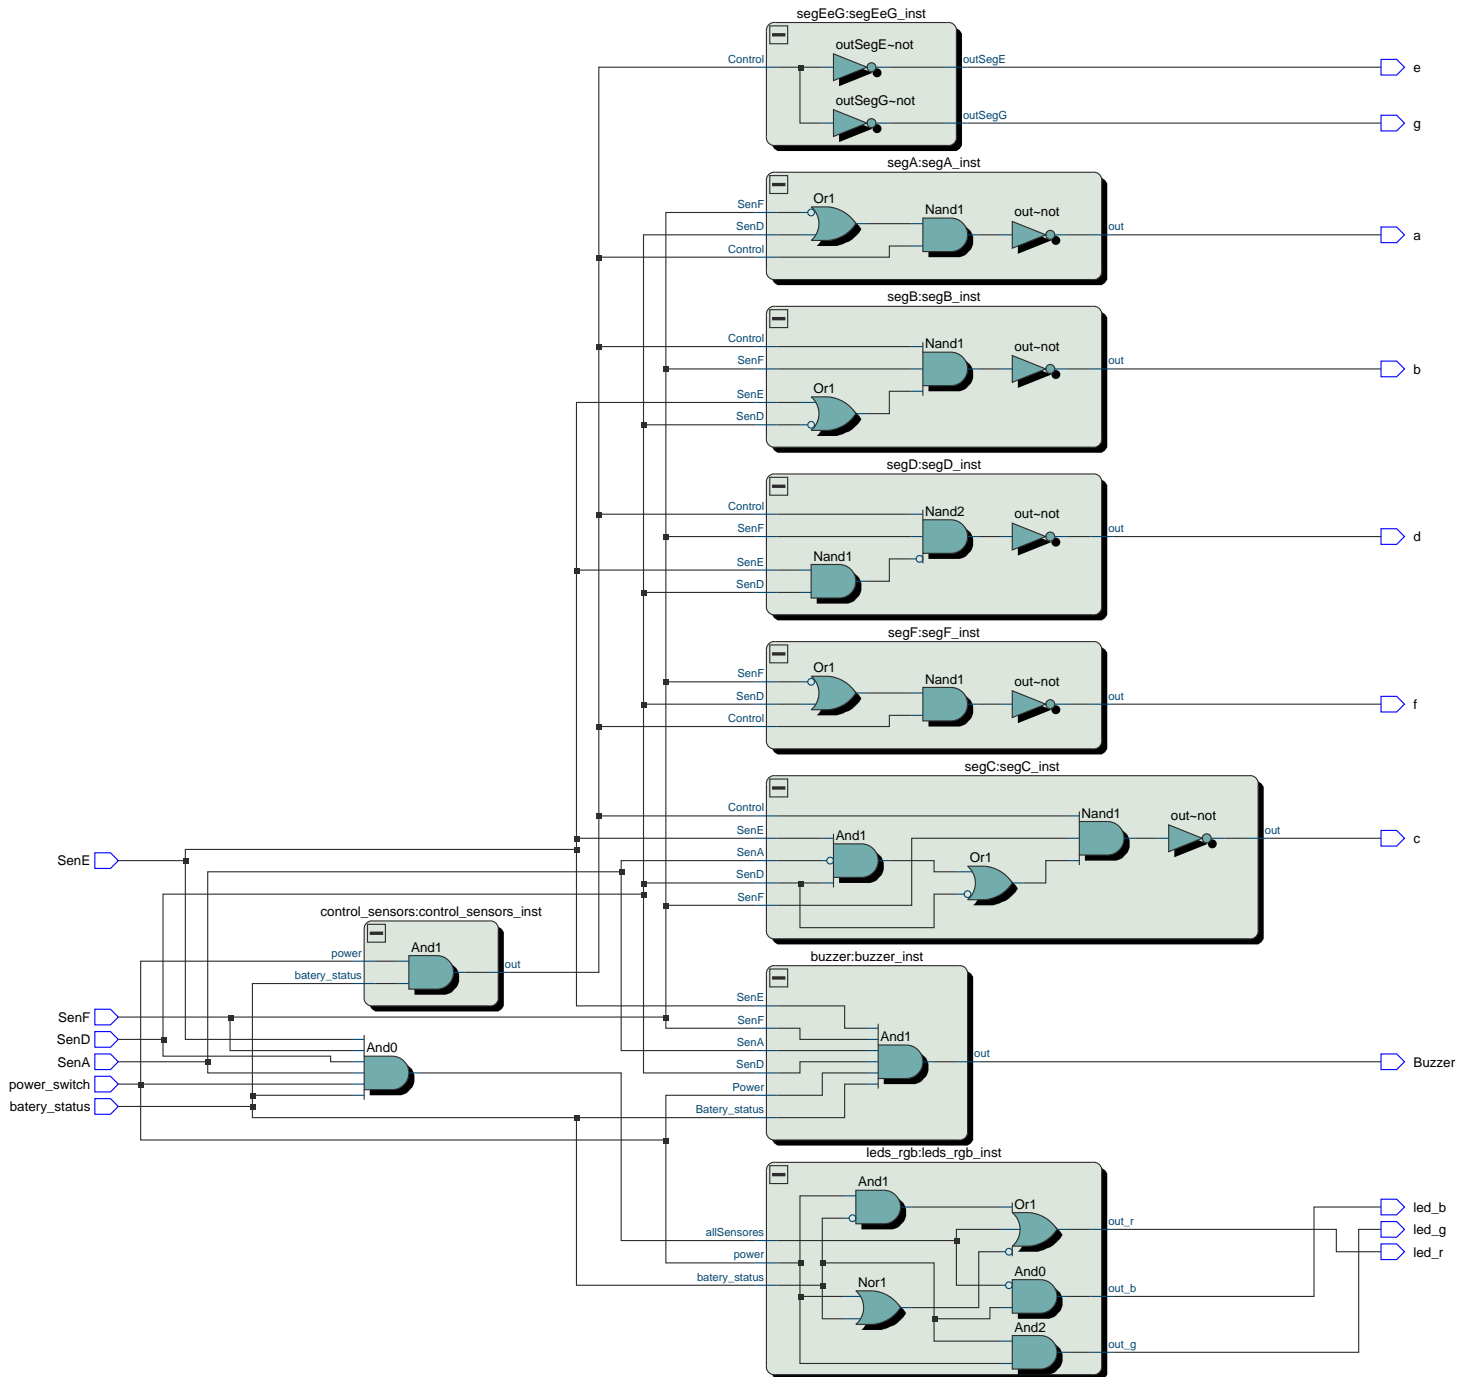 segEeG:segEeG_inst
outSegE~not
Control
outSegE
e
outSegG~not
outSegG
g
segA:segA_inst
Or1
SenF
Nand1
out~not
SenD
out
a
Control
segB:segB_inst
Control
Nand1
out~not
SenF
out
b
Or1
SenE
SenD
segD:segD_inst
Control
Nand2
out~not
SenF
out
d
Nand1
SenE
SenD
segF:segF_inst
Or1
SenF
Nand1
out~not
SenD
out
f
Control
segC:segC_inst
Control
Nand1
out~not
SenE
And1
out
c
SenA
Or1
SenD
SenF
SenE
control_sensors:control_sensors_inst
And1
power
out
batery_status
SenF
SenD
SenA
power_switch
batery_status
And0
buzzer:buzzer_inst
SenE
SenF
And1
SenA
out
Buzzer
SenD
Power
Batery_status
leds_rgb:leds_rgb_inst
And1
Or1
allSensores
out_r
power
batery_status
Nor1
And0
out_b
And2
out_g
led_b
led_g
led_r